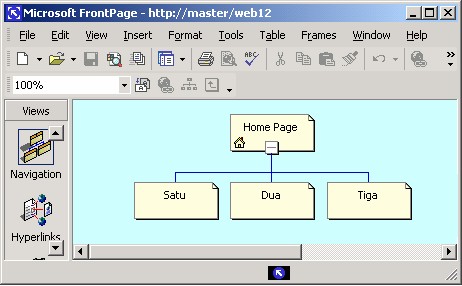 Microsoft FrontPage - http://master/web12
File Edit View Insert Format Tools Table Frames Window Help
100%
Views
Navigation
Hyperlinks
Home Page
Satu Dua Tiga